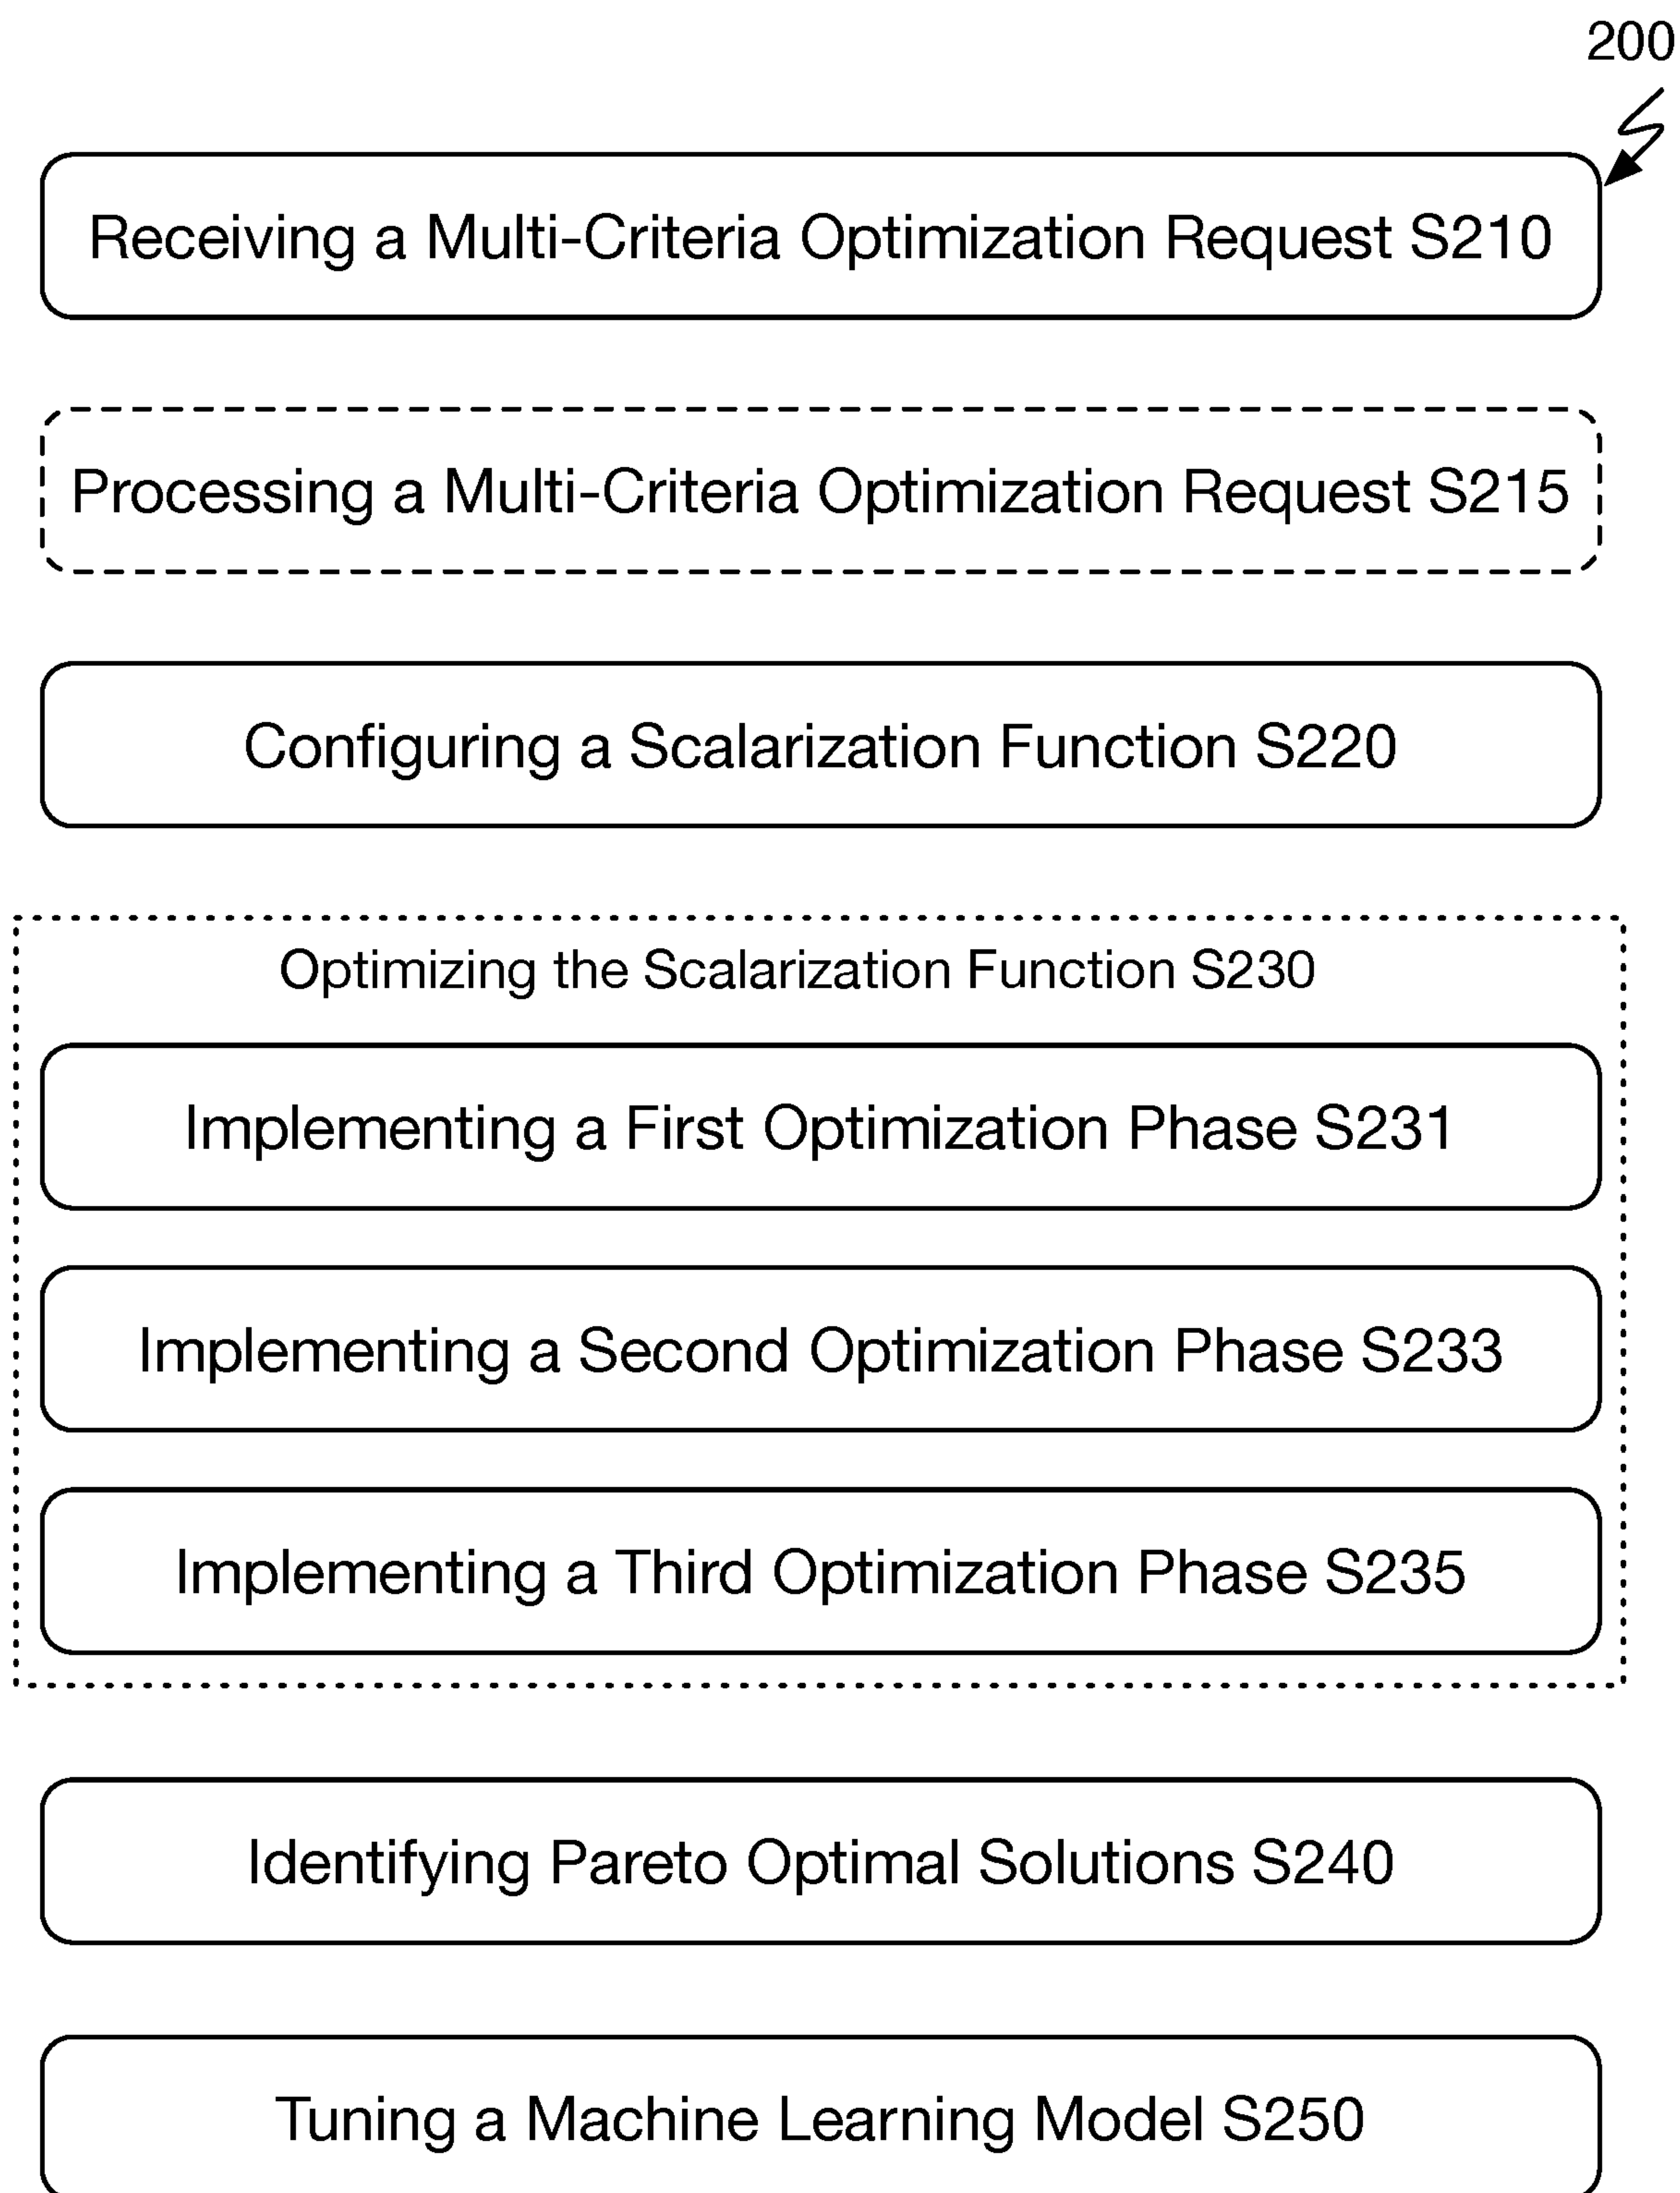 200
Receiving a Multi-Criteria Optimization Request S210
Processing a Multi-Criteria Optimization Request S215
Configuring a Scalarization Function S220
Optimizing the Scalarization Function S230
Implementing a First Optimization Phase S231
Implementing a Second Optimization Phase S233
Implementing a Third Optimization Phase S235
Identifying Pareto Optimal Solutions S240
Tuning a Machine Learning Model S250